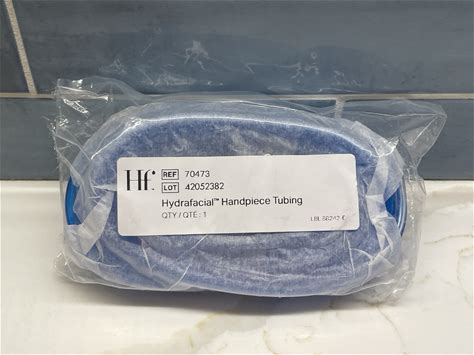 Hf.
REF 70473
LOT 42052382
Hydrafacial™ Handpiece Tubing
QTY / QTÉ : 1